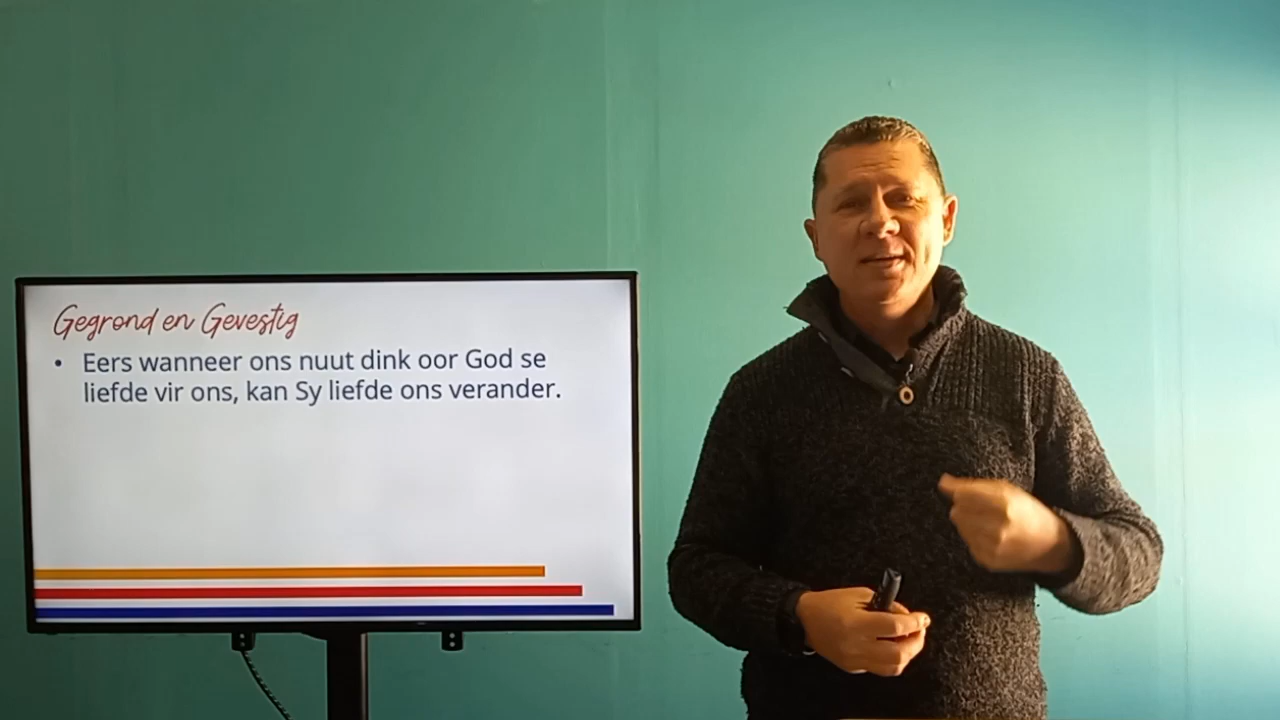 Gegrond en Gevestig
• Eers wanneer ons nuut dink oor God se
liefde vir ons, kan Sy liefde ons verander.